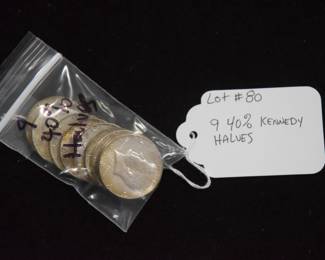 9
40%
Halves
Lot #80
9 40% KENNEDY
HALVES